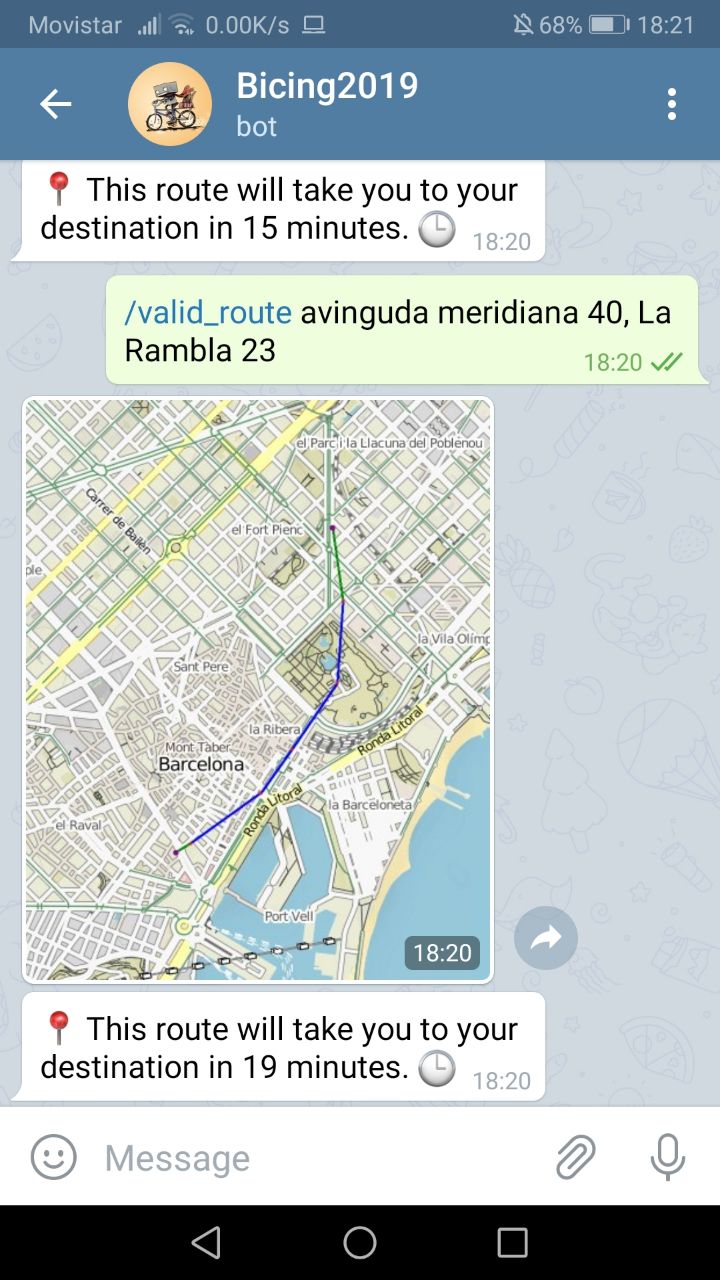 Movistar 0.00K/s 68% 18:21
Bicing2019
bot
This route will take you to your
destination in 15 minutes. 18:20
/valid_route avinguda meridiana 40, La
Rambla 23 18:20
el Parc i la Llacuna del Poblenou
Carrer de Bailèn
el Fort Pienc
ple
la Vila Olímp
Sant Pere
la Ribera
Ronda Litoral
Mont Tàber
Barcelona
Ronda Litoral
la Barceloneta
el Raval
Port Vell
18:20
This route will take you to your
destination in 19 minutes. 18:20
Message